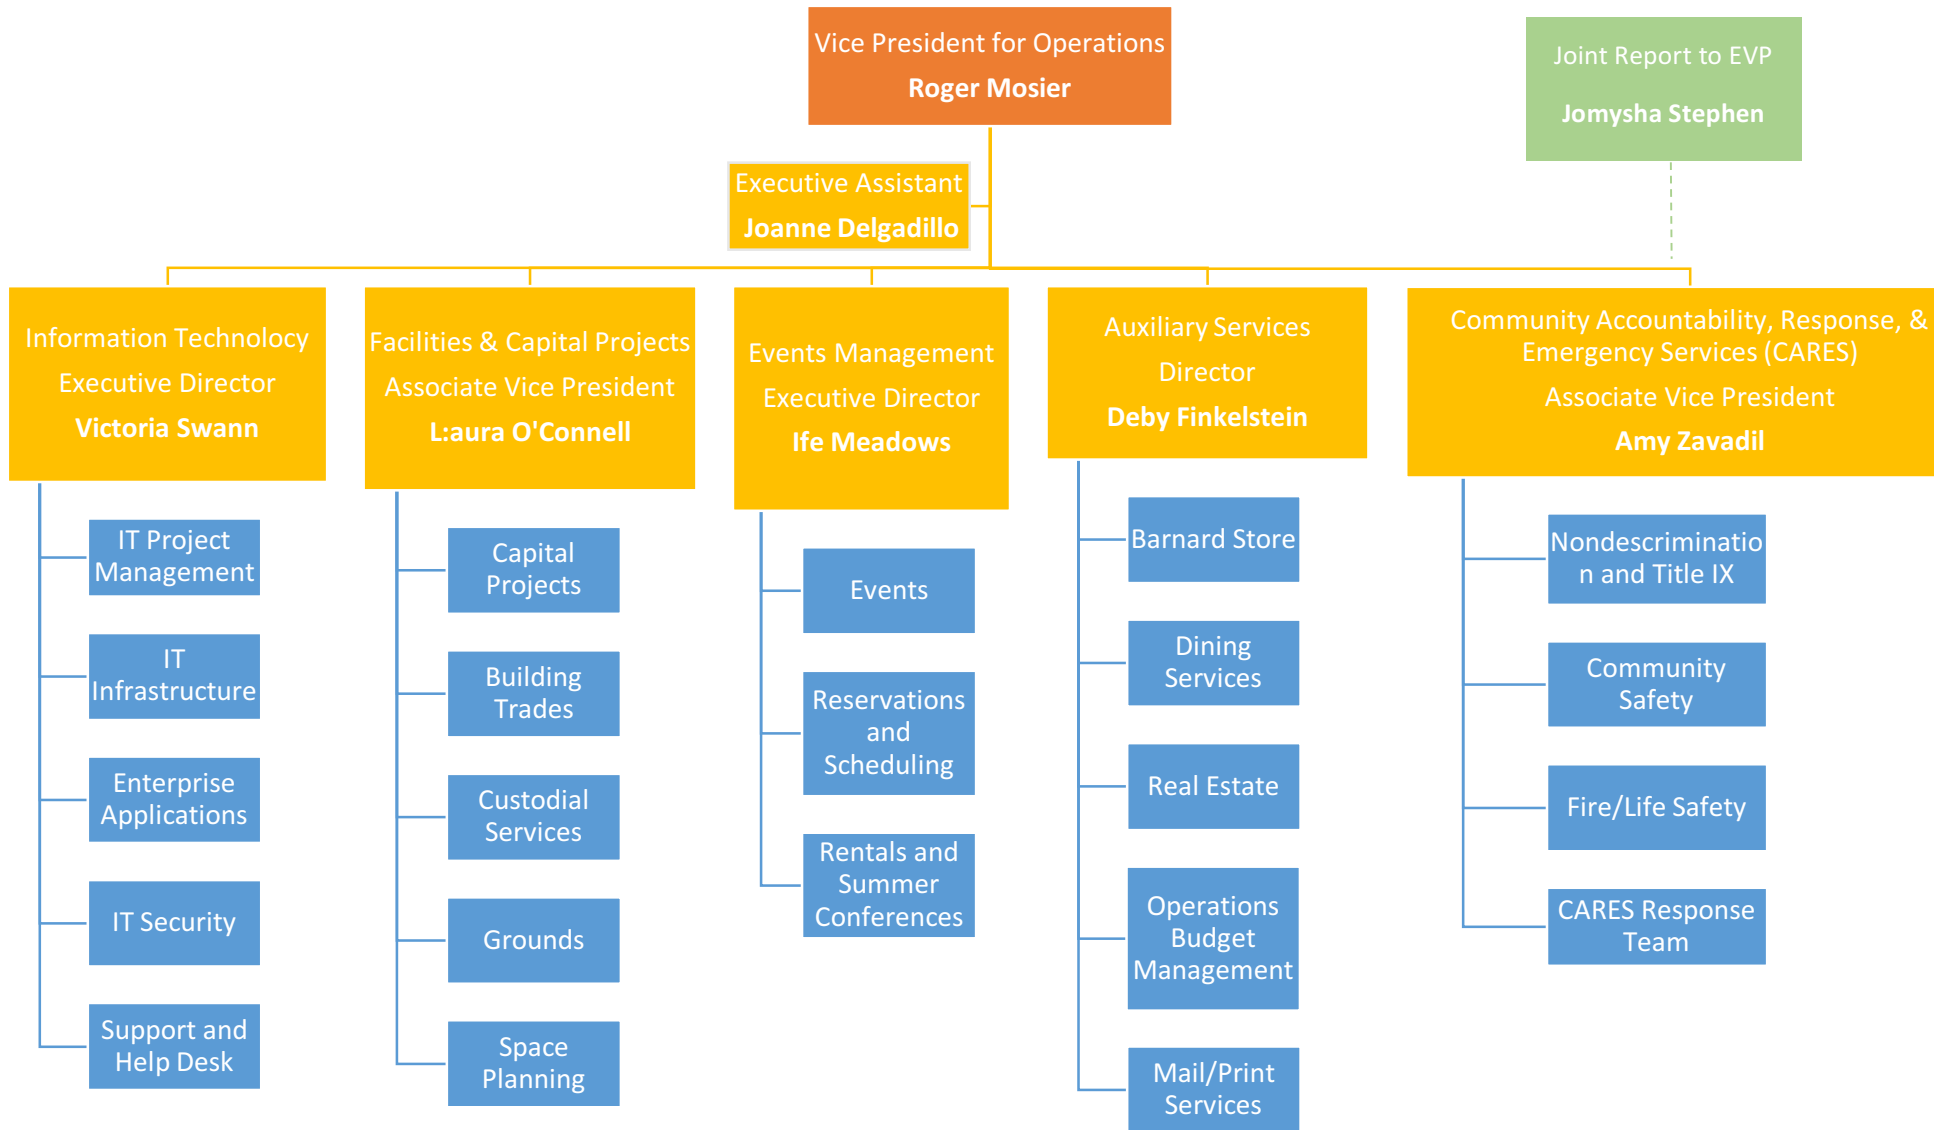 Vice President for Operations
Roger Mosier
Joint Report to EVP
Jomysha Stephen
Executive Assistant
Joanne Delgadillo
Information Technolocy
Executive Director
Victoria Swann
Facilities & Capital Projects
Associate Vice President
L:aura O'Connell
Events Management
Executive Director
Ife Meadows
Auxiliary Services
Director
Deby Finkelstein
Community Accountability, Response, &
Emergency Services (CARES)
Associate Vice President
Amy Zavadil
IT Project
Management
IT
Infrastructure
Enterprise
Applications
IT Security
Support and
Help Desk
Capital
Projects
Building
Trades
Custodial
Services
Grounds
Space
Planning
Events
Reservations
and
Scheduling
Rentals and
Summer
Conferences
Barnard Store
Dining
Services
Real Estate
Operations
Budget
Management
Mail/Print
Services
Nondescriminatio
n and Title IX
Community
Safety
Fire/Life Safety
CARES Response
Team